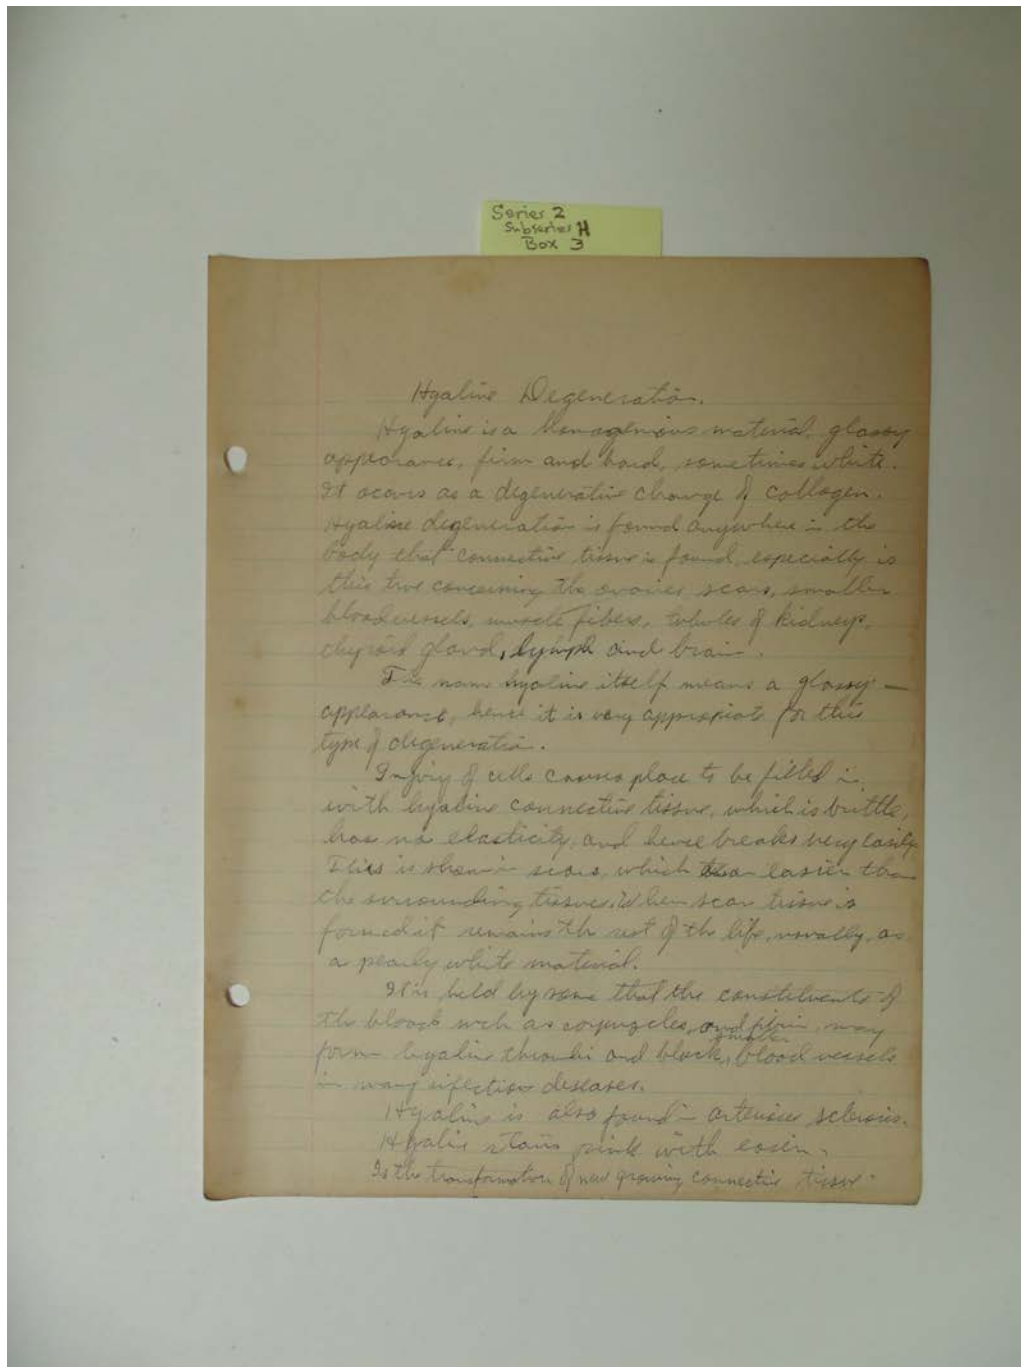 Series 2
Subseries H
Box 3
Hyaline Degeneration.
Hyaline is a homogenious material, glassy
appearance, firm and hard, sometimes white.
It occurs as a degenerative change of collagen.
Hyaline degeneration is found anywhere in the
body that connective tissue is found, especially is
this true concerning the ovaries, scars, smaller
blood vessels, muscle fibers, tubules of kidneys,
thyroid gland, lymph and brain.
The name hyaline itself means a glassy —
appearance, hence it is very appropriat for this
type of degeneration.
Injury of cells causes place to be filled in
with hyaline connective tissue, which is brittle,
has no elasticity, and hence breaks very easily.
This is shown in scars, which easier than
the surrounding tissues. When scar tissue is
formed it remains the rest of the life, usually, as
a pearly white material.
It is held by some that the constituents of
the blood such as corpuscles, and fibrin, may
form hyaline thrombi and block smaller blood vessels
in many infectious diseases.
Hyaline is also found in arterio sclerosis.
Hyaline stains pink with eosin.
Is the transformation of new growing connective tissue